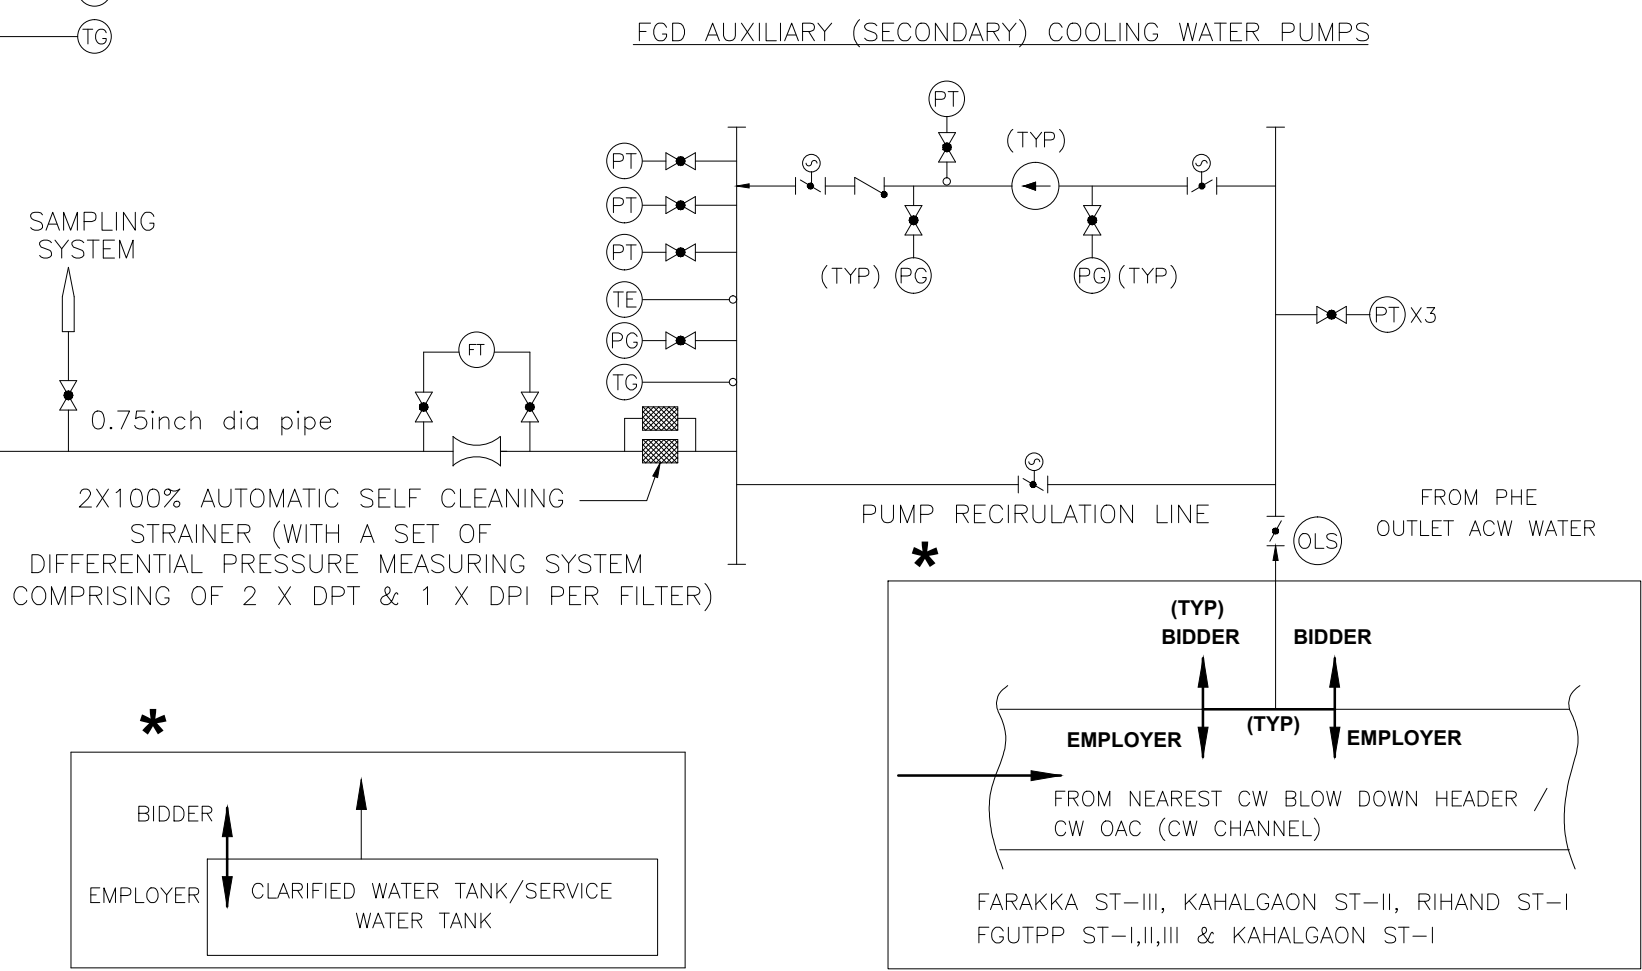 TG
FGD AUXILIARY (SECONDARY) COOLING WATER PUMPS
PT
(TYP)
PT
S
S
PT
SAMPLING
SYSTEM
PT
(TYP) PG
PG (TYP)
TE
PT X3
PG
FT
TG
0.75inch dia pipe
S
2X100% AUTOMATIC SELF CLEANING
STRAINER (WITH A SET OF
DIFFERENTIAL PRESSURE MEASURING SYSTEM
COMPRISING OF 2 X DPT & 1 X DPI PER FILTER)
PUMP RECIRULATION LINE
*
OLS
FROM PHE
OUTLET ACW WATER
(TYP)
BIDDER
BIDDER
(TYP)
EMPLOYER
EMPLOYER
FROM NEAREST CW BLOW DOWN HEADER /
CW OAC (CW CHANNEL)
FARAKKA ST-III, KAHALGAON ST-II, RIHAND ST-I
FGUTPP ST-I,II,III & KAHALGAON ST-I
*
BIDDER
EMPLOYER
CLARIFIED WATER TANK/SERVICE
WATER TANK